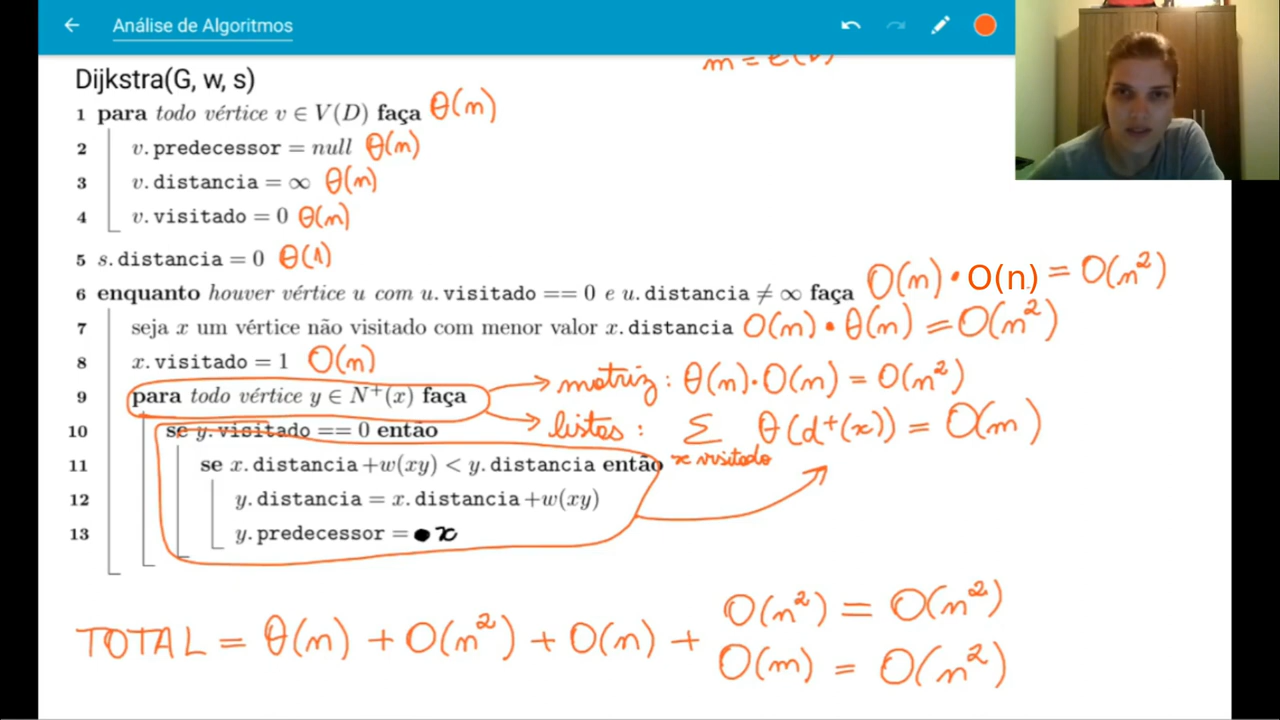 Análise de Algoritmos
m = e(D)
Dijkstra(G, w, s)
1 para todo vértice v ∈ V(D) faça θ(n)
2 v.predecessor = null θ(n)
3 v.distancia = ∞ θ(n)
4 v.visitado = 0 θ(n)
5 s.distancia = 0 θ(1)
6 enquanto houver vértice u com u.visitado == 0 e u.distancia ≠ ∞ faça O(n) • O(n) = O(n²)
7 seja x um vértice não visitado com menor valor x.distancia O(n) • θ(n) = O(n²)
8 x.visitado = 1 O(n)
9 para todo vértice y ∈ N⁺(x) faça → matriz: θ(n)·O(n) = O(n²)
→ listas: Σ θ(d⁺(x)) = O(m)
x visitado
10 se y.visitado == 0 então
11 se x.distancia +w(xy) < y.distancia então
12 y.distancia = x.distancia +w(xy)
13 y.predecessor = x
TOTAL = θ(n) + O(n²) + O(n) +
O(n²) = O(n²)
O(m) = O(n²)